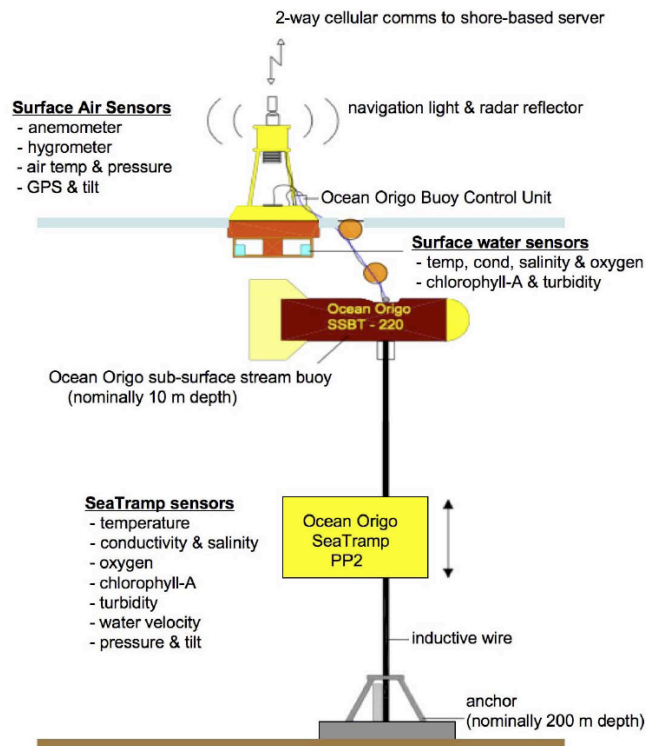 2-way cellular comms to shore-based server
Surface Air Sensors
- anemometer
- hygrometer
- air temp & pressure
- GPS & tilt
navigation light & radar reflector
Ocean Origo Buoy Control Unit
Surface water sensors
- temp, cond, salinity & oxygen
- chlorophyll-A & turbidity
Ocean Origo
SSBT - 220
Ocean Origo sub-surface stream buoy
(nominally 10 m depth)
SeaTramp sensors
- temperature
- conductivity & salinity
- oxygen
- chlorophyll-A
- turbidity
- water velocity
- pressure & tilt
Ocean Origo
SeaTramp
PP2
inductive wire
anchor
(nominally 200 m depth)